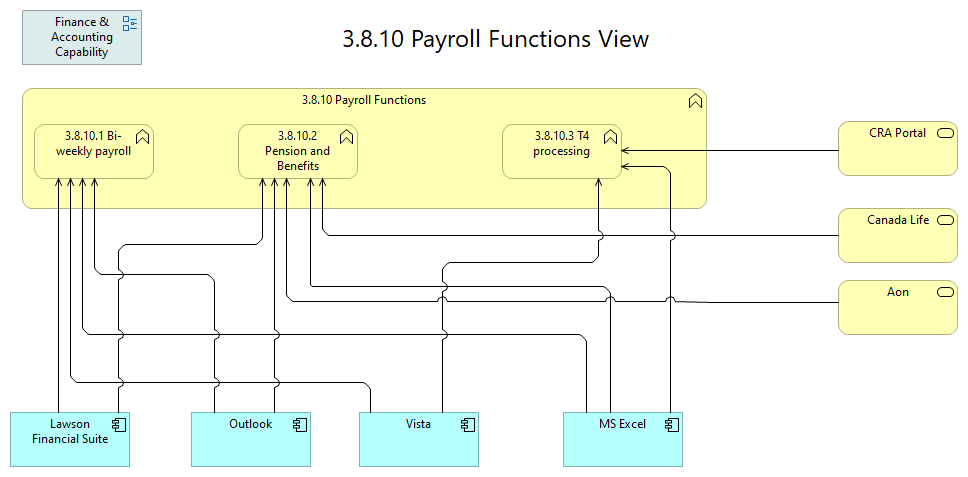 Finance &
Accounting
Capability
3.8.10 Payroll Functions View
3.8.10 Payroll Functions
3.8.10.1 Bi-
weekly payroll
3.8.10.2
Pension and
Benefits
3.8.10.3 T4
processing
CRA Portal
Canada Life
Aon
Lawson
Financial Suite
Outlook
Vista
MS Excel